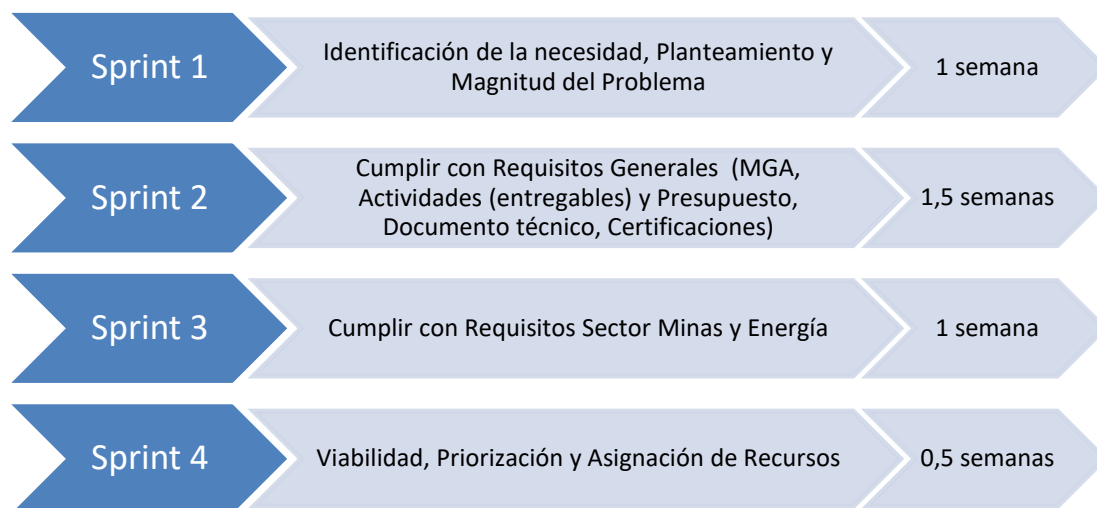 Sprint 1
Identificación de la necesidad, Planteamiento y
Magnitud del Problema
1 semana
Sprint 2
Cumplir con Requisitos Generales (MGA,
Actividades (entregables) y Presupuesto,
Documento técnico, Certificaciones)
1,5 semanas
Sprint 3
Cumplir con Requisitos Sector Minas y Energía
1 semana
Sprint 4
Viabilidad, Priorización y Asignación de Recursos
0,5 semanas